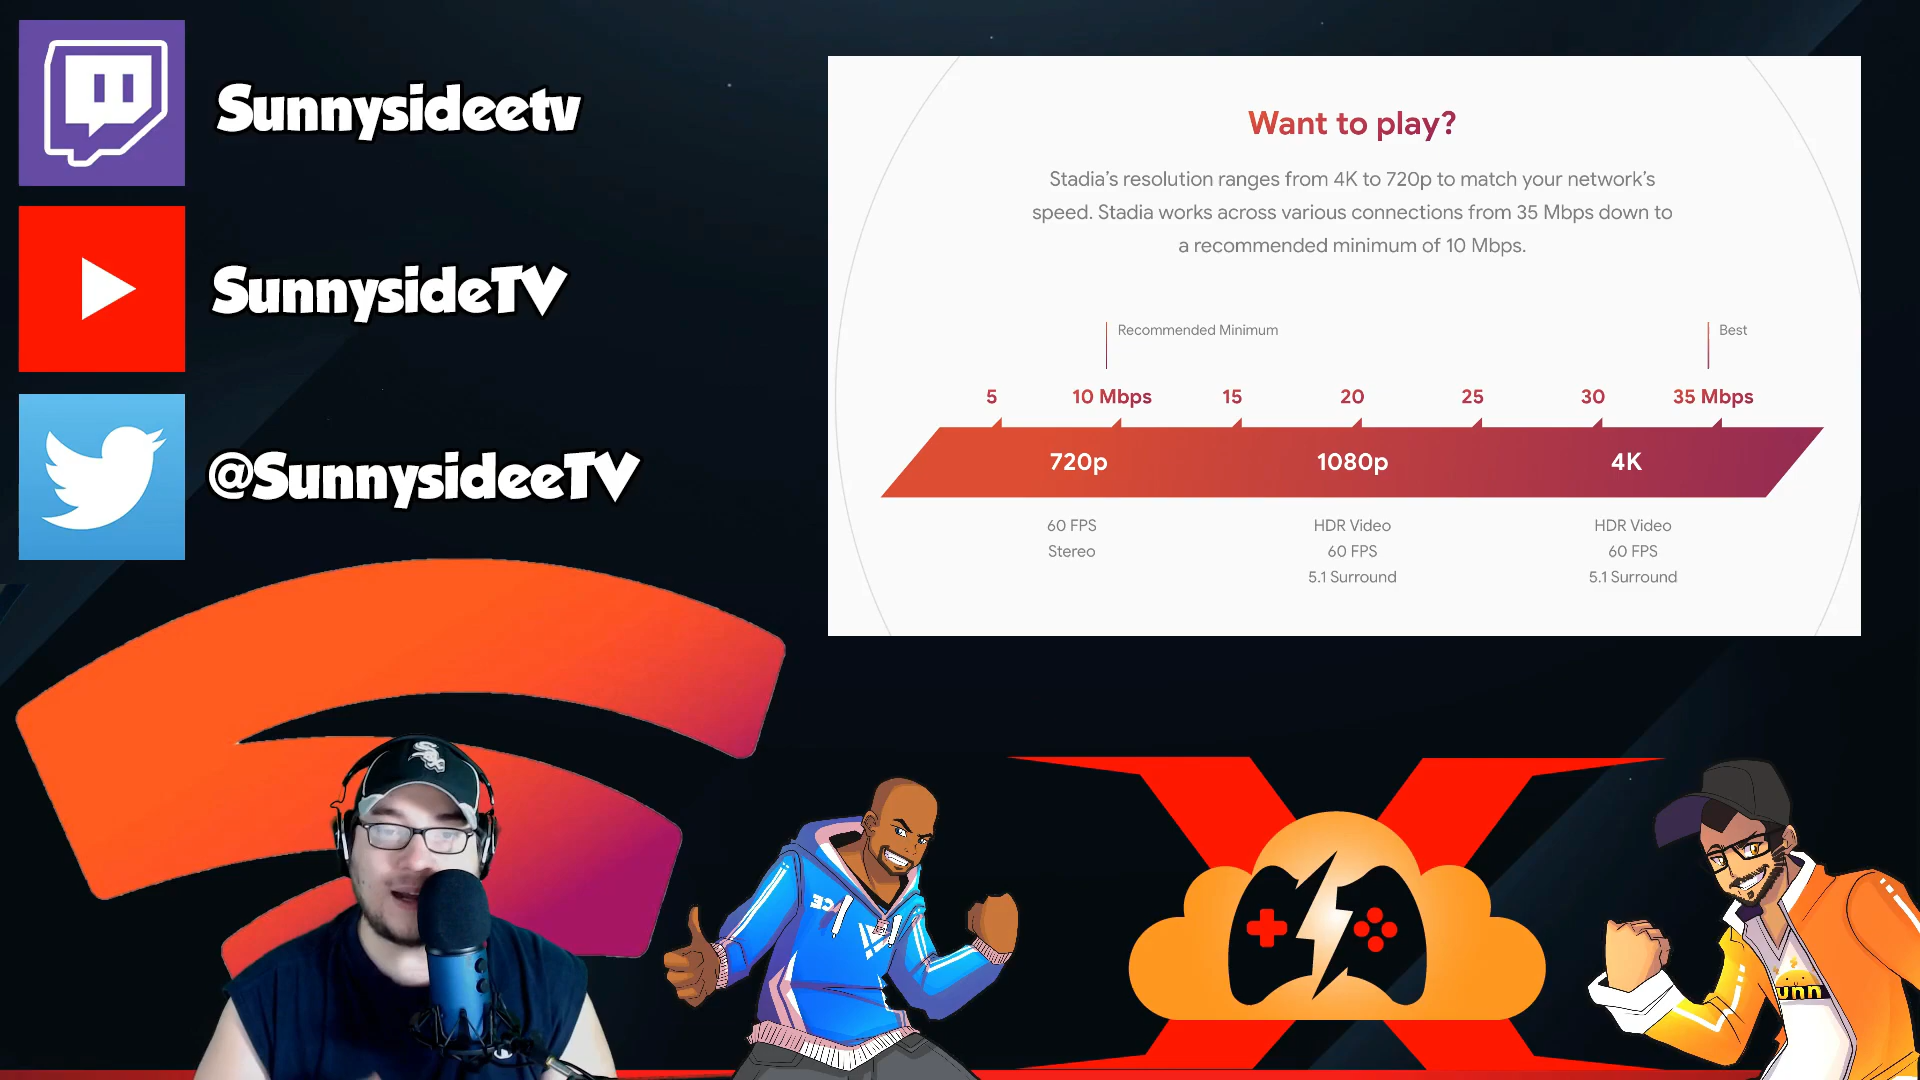 Sunnysideetv
SunnysideTV
@SunnysideeTV
Want to play?
Stadia’s resolution ranges from 4K to 720p to match your network’s
speed. Stadia works across various connections from 35 Mbps down to
a recommended minimum of 10 Mbps.
Recommended Minimum
Best
5 10 Mbps 15 20 25 30 35 Mbps
720p 1080p 4K
60 FPS
Stereo
HDR Video
60 FPS
5.1 Surround
HDR Video
60 FPS
5.1 Surround
unn